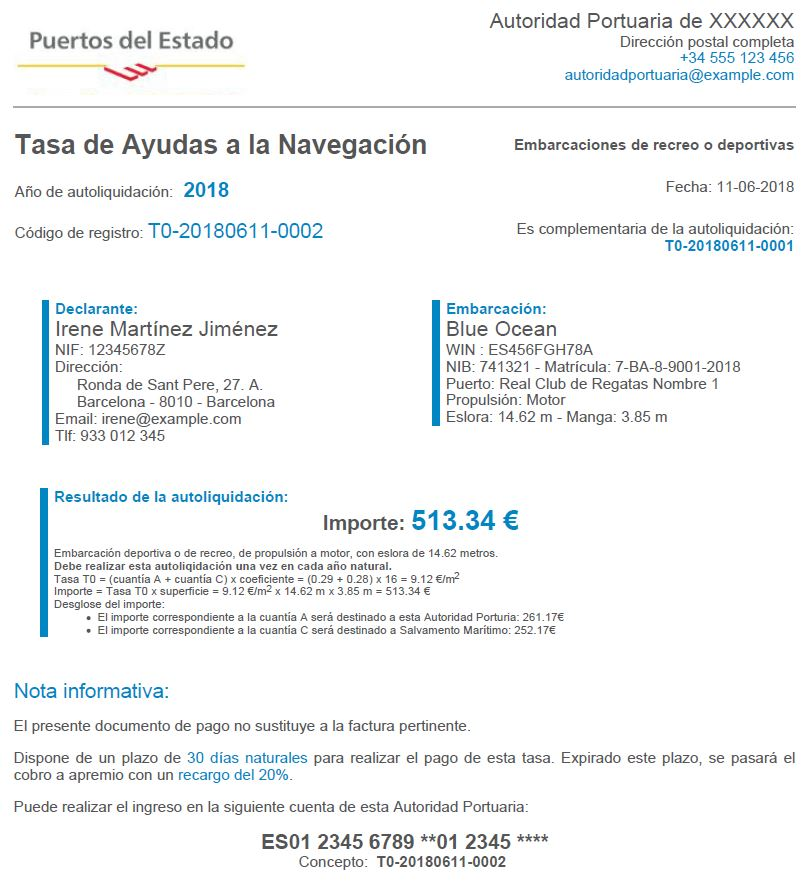 Puertos del Estado
Autoridad Portuaria de XXXXXX
Dirección postal completa
+34 555 123 456
autoridadportuaria@example.com
Tasa de Ayudas a la Navegación
Embarcaciones de recreo o deportivas
Año de autoliquidación: 2018
Fecha: 11-06-2018
Código de registro: T0-20180611-0002
Es complementaria de la autoliquidación:
T0-20180611-0001
Declarante:
Irene Martínez Jiménez
NIF: 12345678Z
Dirección:
Ronda de Sant Pere, 27. A.
Barcelona - 8010 - Barcelona
Email: irene@example.com
Tlf: 933 012 345
Embarcación:
Blue Ocean
WIN : ES456FGH78A
NIB: 741321 - Matrícula: 7-BA-8-9001-2018
Puerto: Real Club de Regatas Nombre 1
Propulsión: Motor
Eslora: 14.62 m - Manga: 3.85 m
Resultado de la autoliquidación:
Importe: 513.34 €
Embarcación deportiva o de recreo, de propulsión a motor, con eslora de 14.62 metros.
Debe realizar esta autoliqidación una vez en cada año natural.
Tasa T0 = (cuantía A + cuantía C) x coeficiente = (0.29 + 0.28) x 16 = 9.12 €/m²
Importe = Tasa T0 x superficie = 9.12 €/m² x 14.62 m x 3.85 m = 513.34 €
Desglose del importe:
• El importe correspondiente a la cuantía A será destinado a esta Autoridad Porturia: 261.17€
• El importe correspondiente a la cuantía C será destinado a Salvamento Marítimo: 252.17€
Nota informativa:
El presente documento de pago no sustituye a la factura pertinente.
Dispone de un plazo de 30 días naturales para realizar el pago de esta tasa. Expirado este plazo, se pasará el
cobro a apremio con un recargo del 20%.
Puede realizar el ingreso en la siguiente cuenta de esta Autoridad Portuaria:
ES01 2345 6789 **01 2345 ****
Concepto: T0-20180611-0002